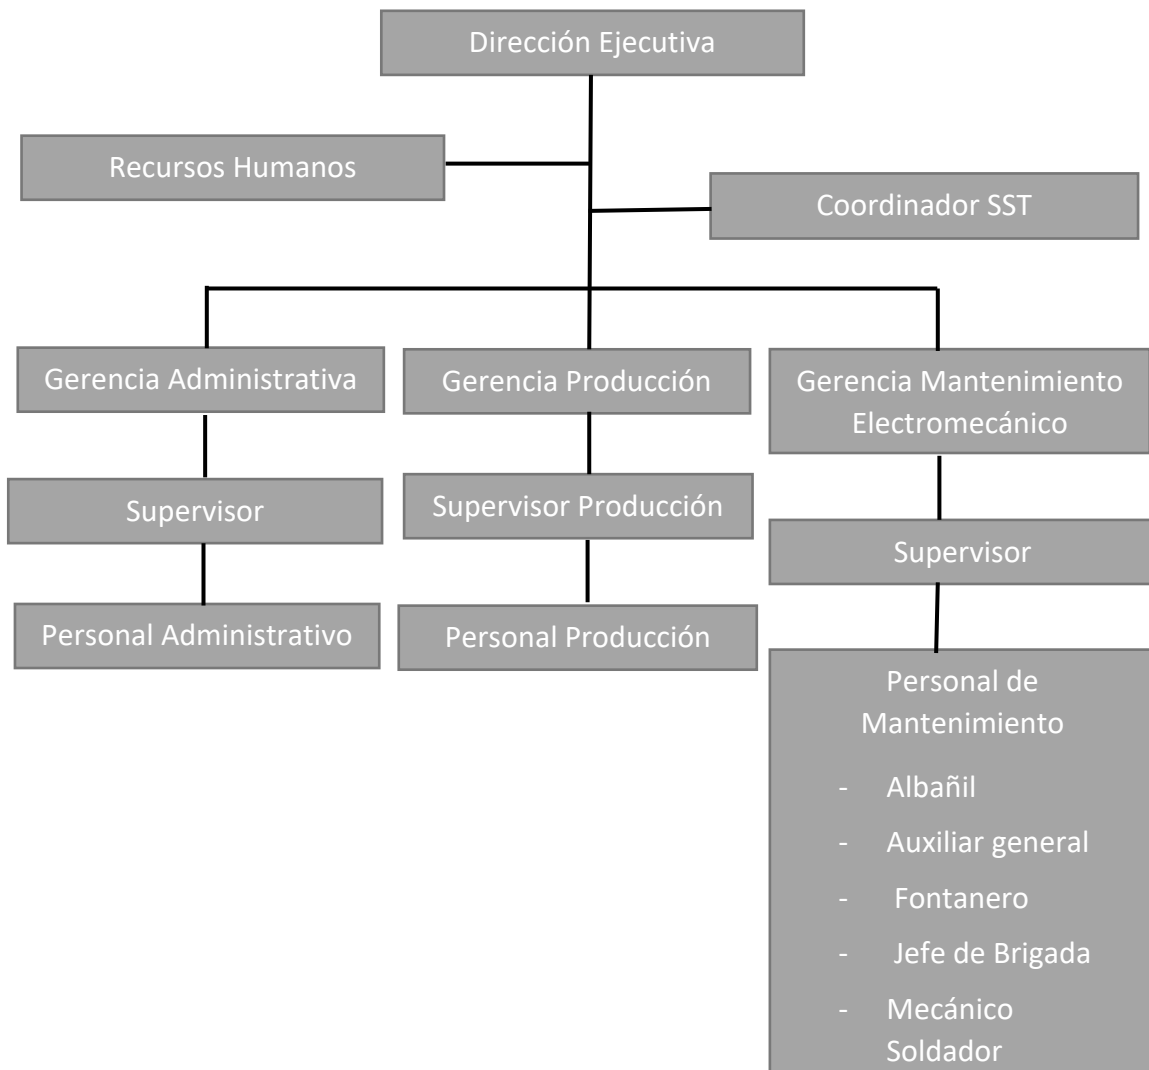 Dirección Ejecutiva
Recursos Humanos
Coordinador SST
Gerencia Administrativa
Gerencia Producción
Gerencia Mantenimiento
Electromecánico
Supervisor
Supervisor Producción
Supervisor
Personal Administrativo
Personal Producción
Personal de
Mantenimiento
- Albañil
- Auxiliar general
- Fontanero
- Jefe de Brigada
- Mecánico
Soldador